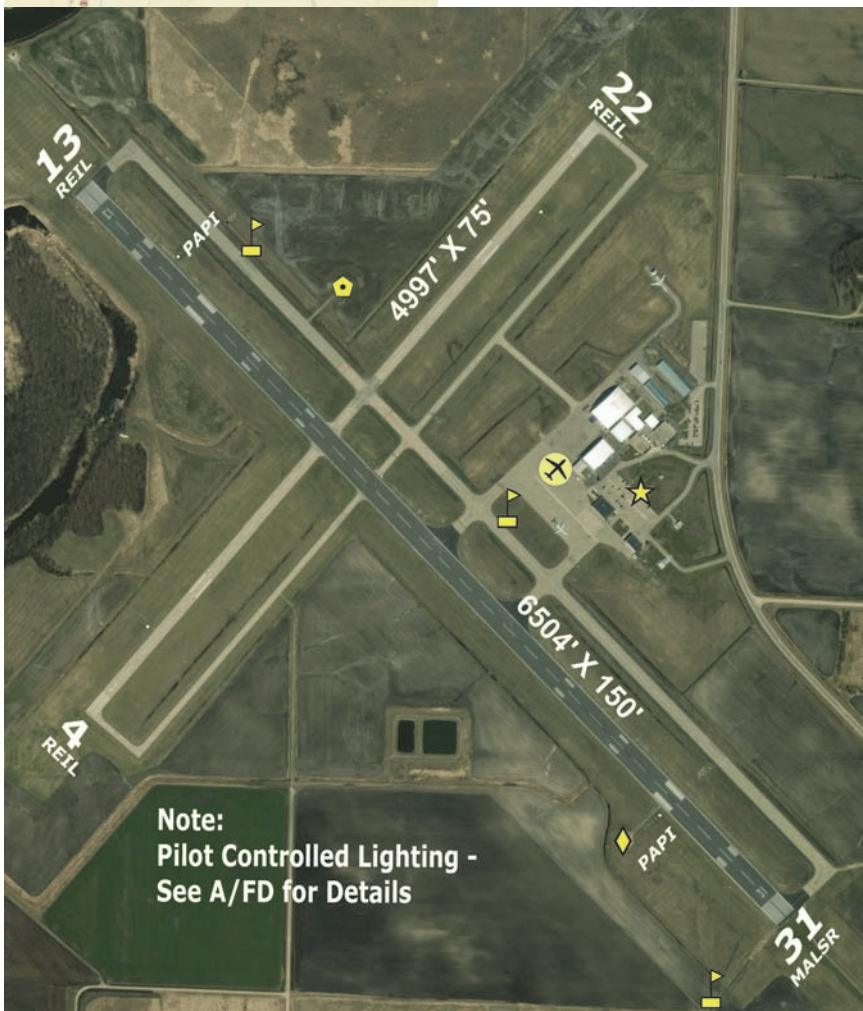 22
REIL
13
REIL
PAPI
4997' X 75'
6504' X 150'
4
REIL
Note:
Pilot Controlled Lighting -
See A/FD for Details
PAPI
31
MALSR